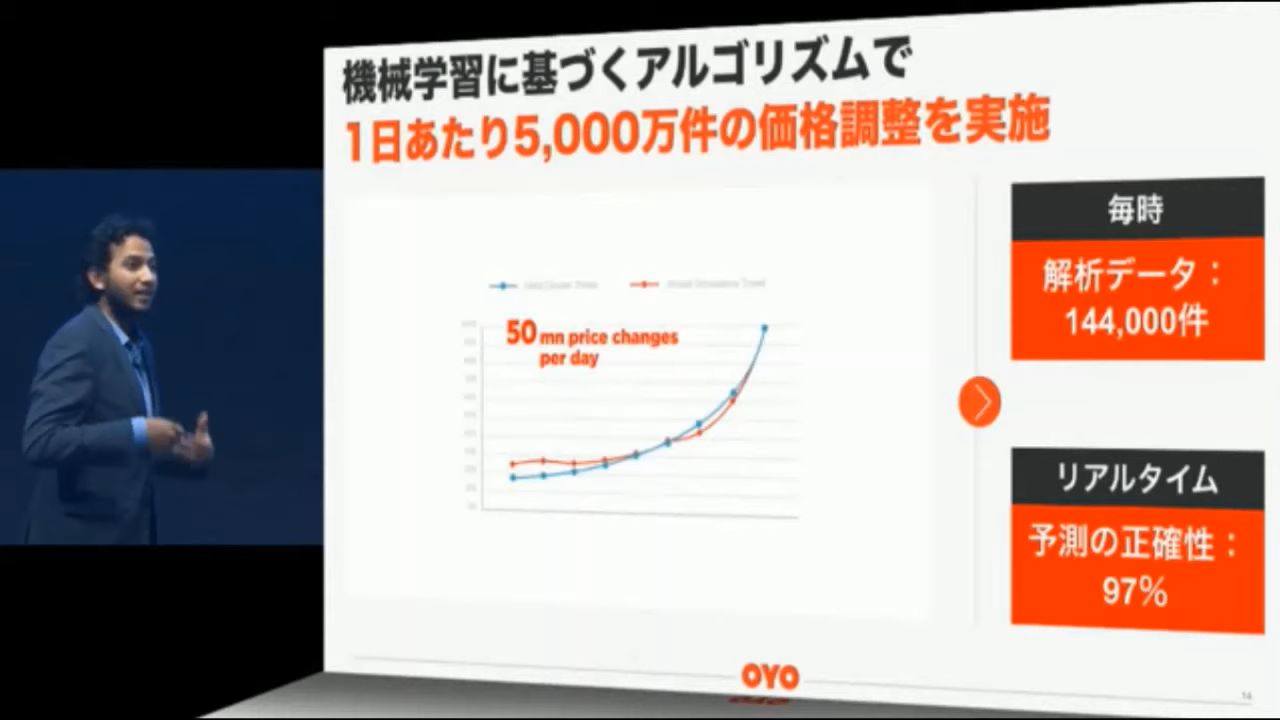 機械学習に基づくアルゴリズムで
1日あたり5,000万件の価格調整を実施
50 mn price changes
per day
毎時
解析データ：
144,000件
リアルタイム
予測の正確性：
97%
OYO
14